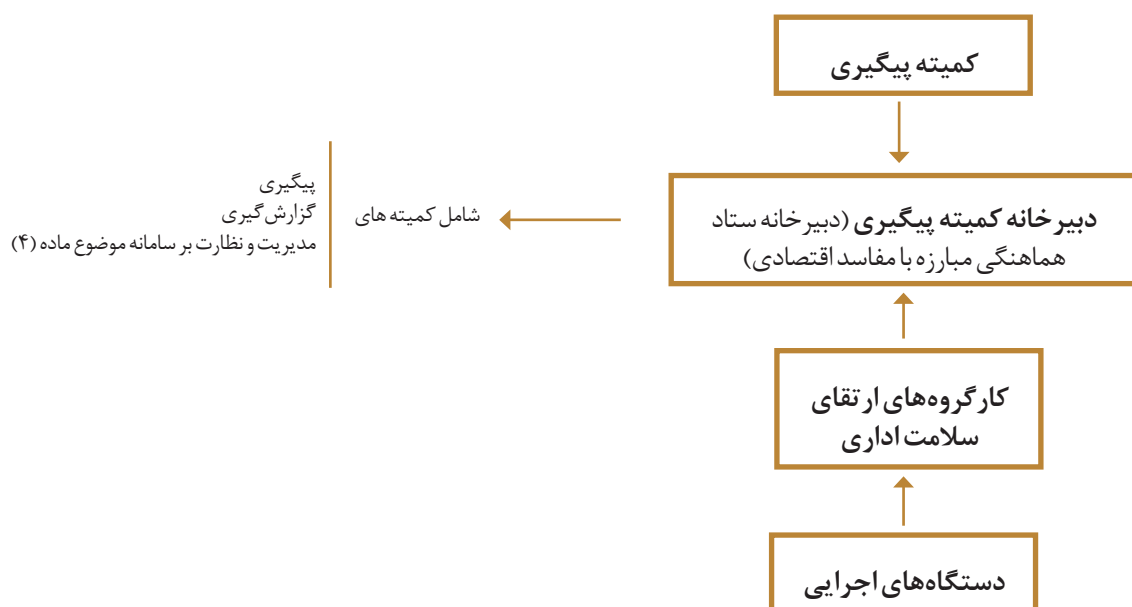 کمیته پیگیری
دبیرخانه کمیته پیگیری (دبیرخانه ستاد
هماهنگی مبارزه با مفاسد اقتصادی)
شامل کمیته های
پیگیری
گزارش‌گیری
مدیریت و نظارت بر سامانه موضوع ماده (۴)
کارگروه‌های ارتقای
سلامت اداری
دستگاه‌های اجرایی